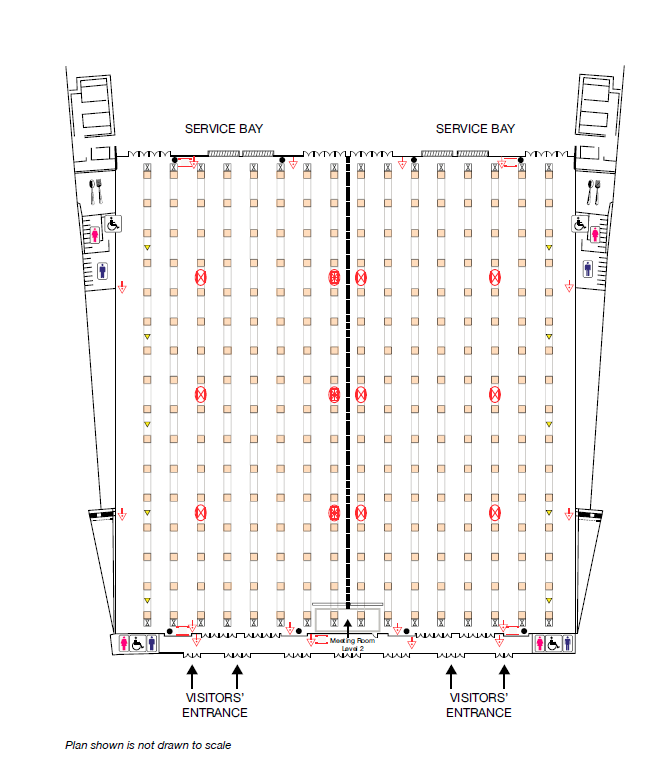 SERVICE BAY
SERVICE BAY
Meeting Room
Level 2
VISITORS'
ENTRANCE
VISITORS'
ENTRANCE
Plan shown is not drawn to scale